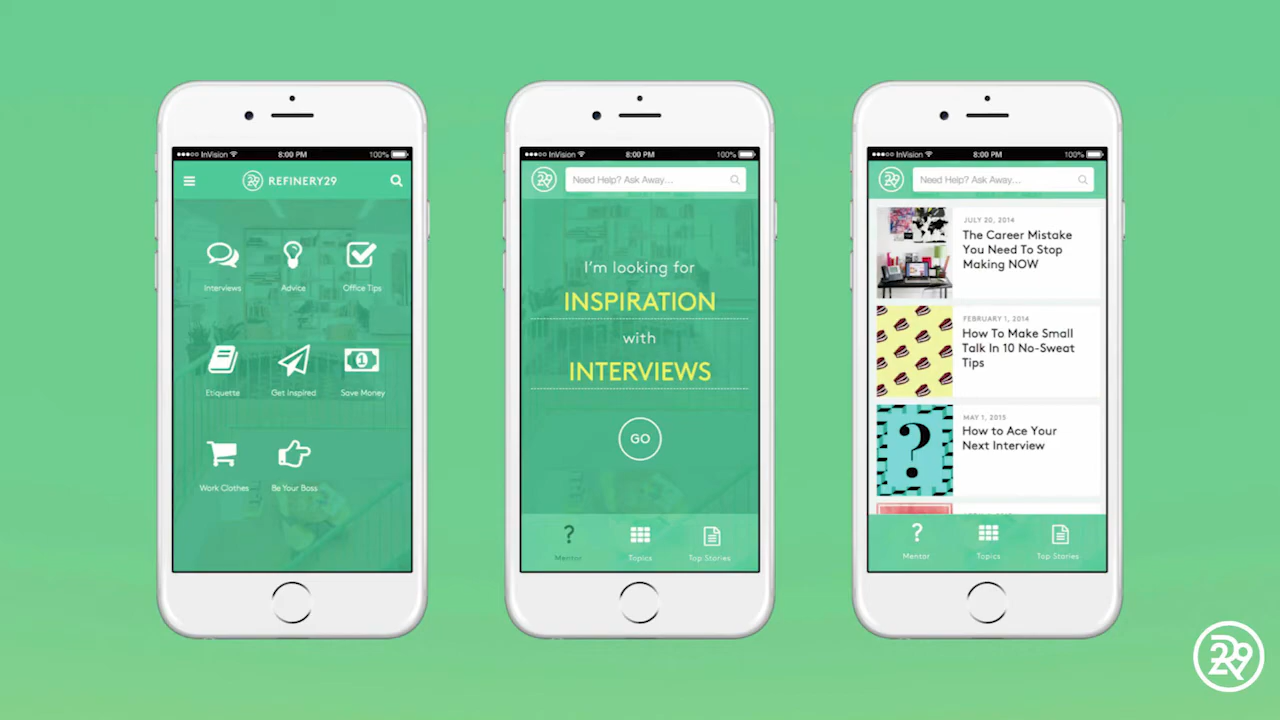 InVision
8:00 PM
100%
REFINERY29
Interviews
Advice
Office Tips
Etiquette
Get Inspired
1
Save Money
Work Clothes
Be Your Boss
InVision
8:00 PM
100%
29
Need Help? Ask Away...
I'm looking for
INSPIRATION
with
INTERVIEWS
GO
?
Mentor
Topics
Top Stories
InVision
8:00 PM
100%
29
Need Help? Ask Away...
JULY 20, 2014
The Career Mistake
You Need To Stop
Making NOW
FEBRUARY 1, 2014
How To Make Small
Talk In 10 No-Sweat
Tips
?
MAY 1, 2015
How to Ace Your
Next Interview
?
Mentor
Topics
Top Stories
R29